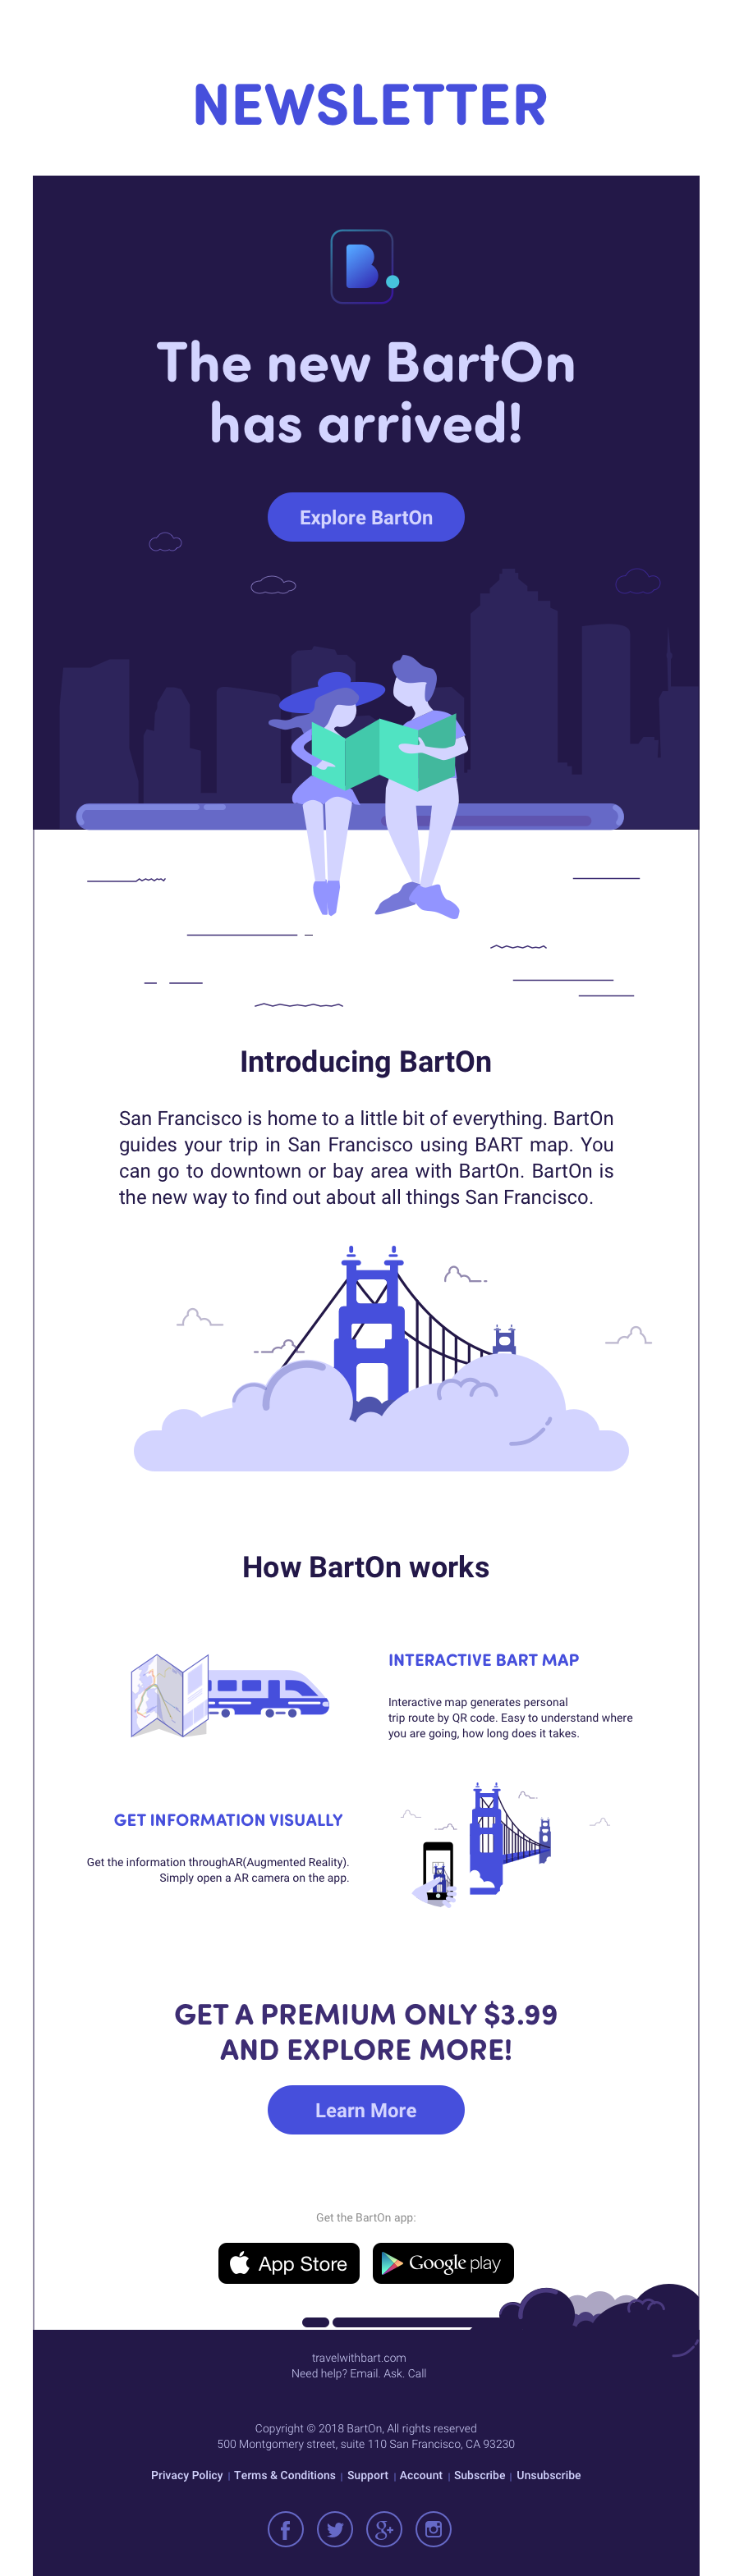 NEWSLETTER
B
The new BartOn
has arrived!
Explore BartOn
Introducing BartOn
San Francisco is home to a little bit of everything. BartOn
guides your trip in San Francisco using BART map. You
can go to downtown or bay area with BartOn. BartOn is
the new way to find out about all things San Francisco.
How BartOn works
INTERACTIVE BART MAP
Interactive map generates personal
trip route by QR code. Easy to understand where
you are going, how long does it takes.
GET INFORMATION VISUALLY
Get the information throughAR(Augmented Reality).
Simply open a AR camera on the app.
GET A PREMIUM ONLY $3.99
AND EXPLORE MORE!
Learn More
Get the BartOn app:
App Store
Google play
travelwithbart.com
Need help? Email. Ask. Call
Copyright © 2018 BartOn, All rights reserved
500 Montgomery street, suite 110 San Francisco, CA 93230
Privacy Policy | Terms & Conditions | Support | Account | Subscribe | Unsubscribe